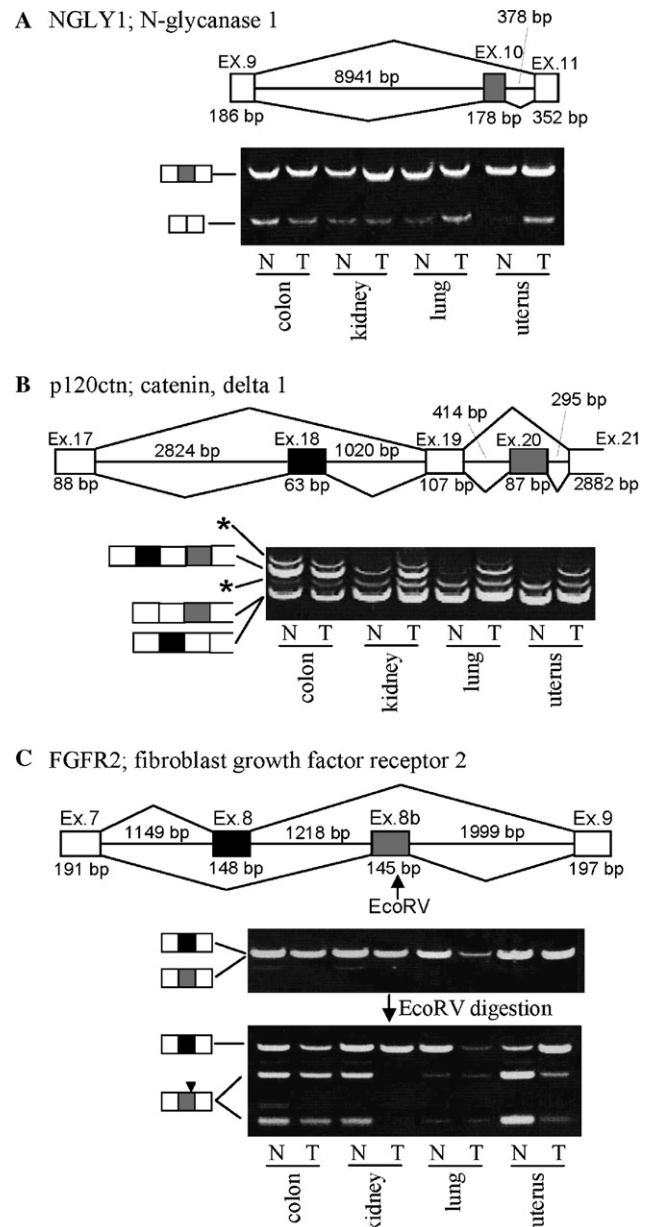 A NGLY1; N-glycanase 1
378 bp
EX.9 EX.10 EX.11
8941 bp
186 bp 178 bp 352 bp
N T N T N T N T
colon kidney lung uterus
B p120ctn; catenin, delta 1
414 bp 295 bp
Ex.17 Ex.18 Ex.19 Ex.20 Ex.21
2824 bp 1020 bp
88 bp 63 bp 107 bp 87 bp 2882 bp
*
*
N T N T N T N T
colon kidney lung uterus
C FGFR2; fibroblast growth factor receptor 2
Ex.7 Ex.8 Ex.8b Ex.9
1149 bp 1218 bp 1999 bp
191 bp 148 bp 145 bp 197 bp
EcoRV
EcoRV digestion
N T N T N T N T
colon kidney lung uterus